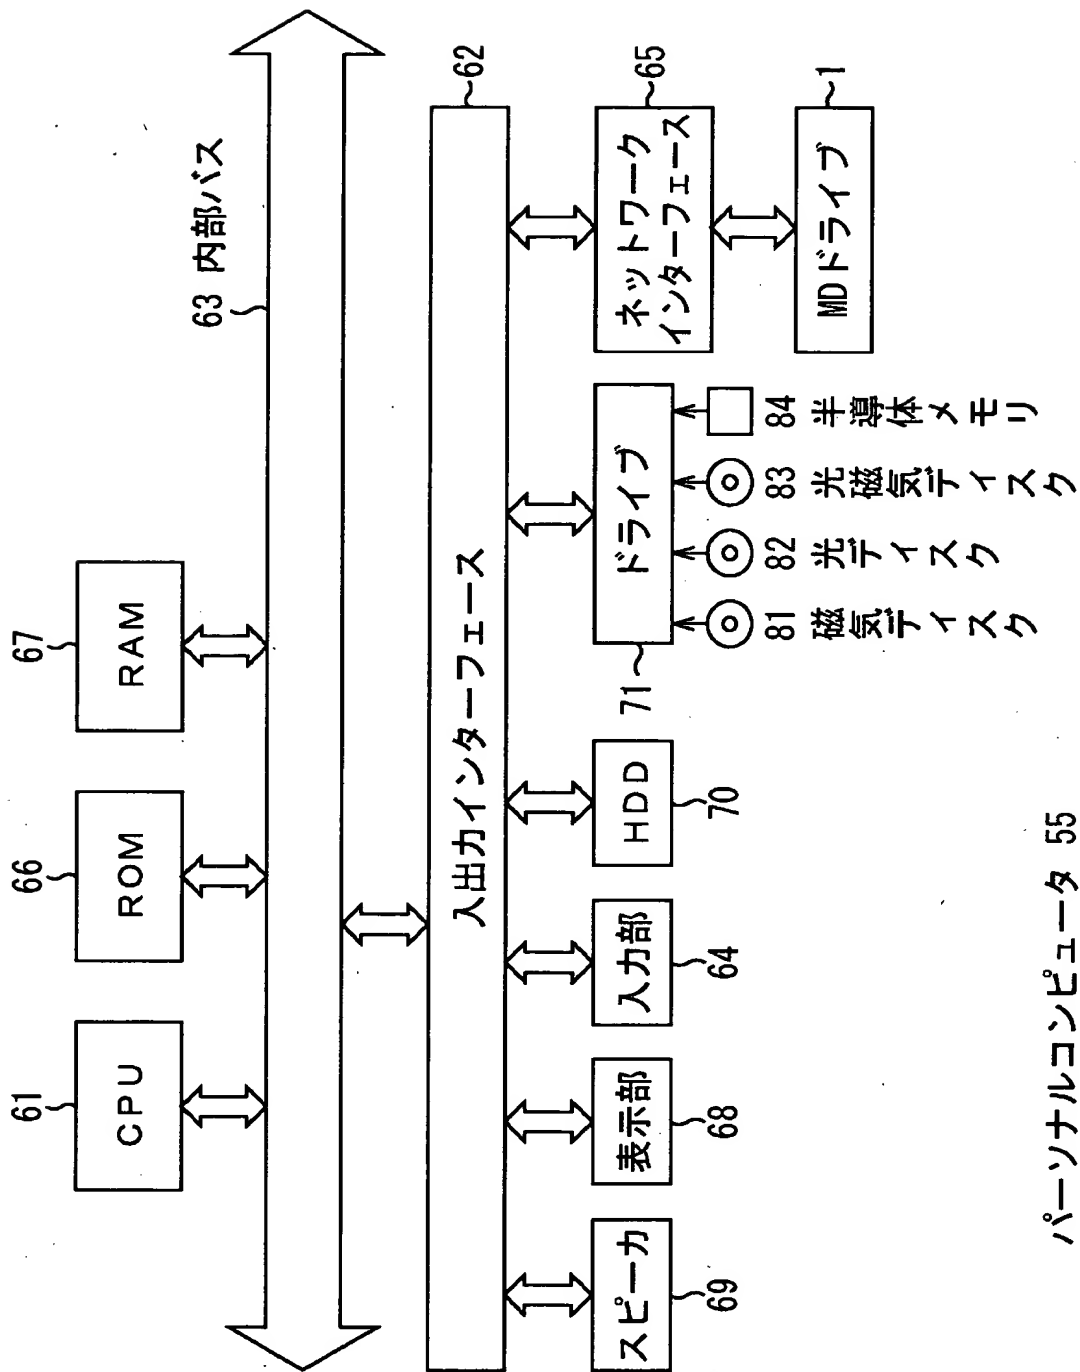 61
CPU
66
ROM
67
RAM
63 内部バス
入出力インターフェース
62
スピーカ
69
表示部
68
入力部
64
HDD
70
ドライブ
71
81 磁気ディスク
82 光ディスク
83 光磁気ディスク
84 半導体メモリ
ネットワーク
インターフェース
65
MDドライブ
1
パーソナルコンピュータ 55